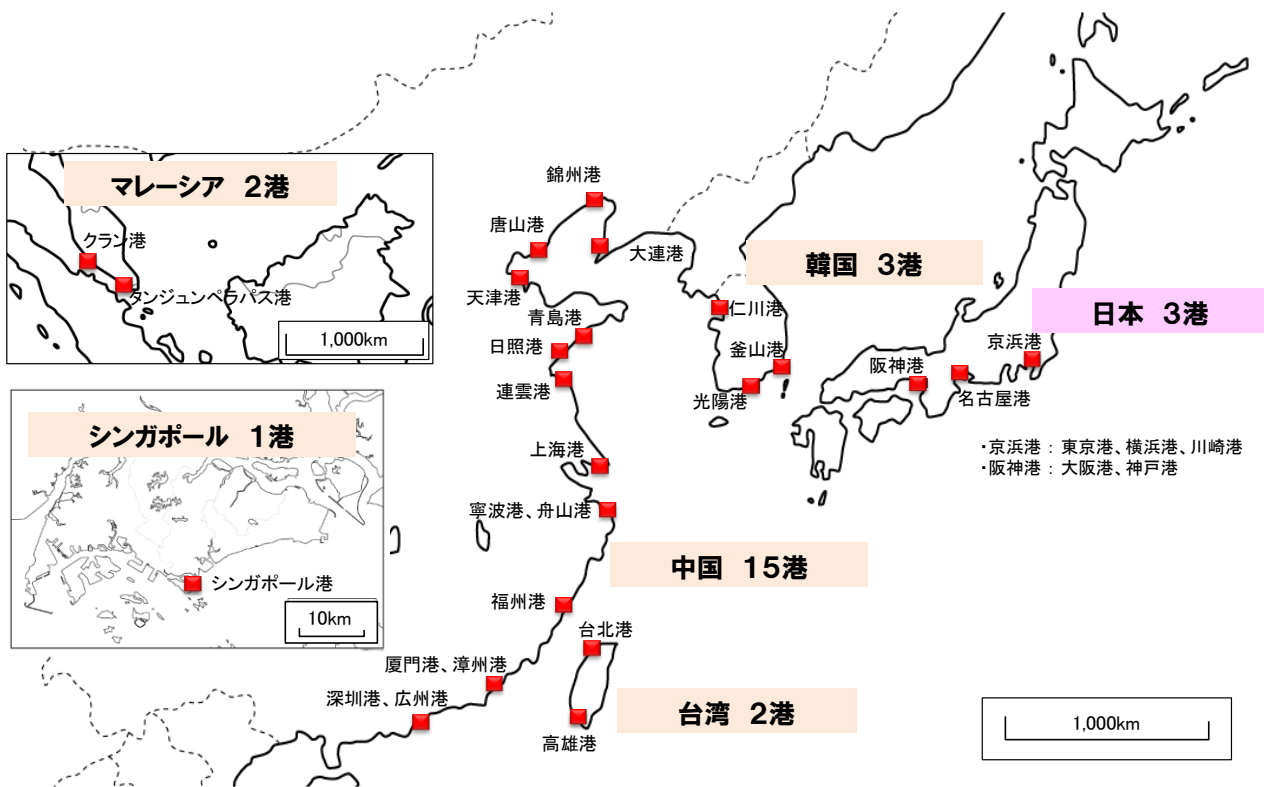 マレーシア 2港
クラン港
タンジュンペラパス港
1,000km
シンガポール 1港
シンガポール港
10km
錦州港
唐山港
大連港
天津港
青島港
日照港
連雲港
上海港
寧波港、舟山港
中国 15港
福州港
厦門港、漳州港
深圳港、広州港
台北港
台湾 2港
高雄港
韓国 3港
仁川港
釜山港
光陽港
日本 3港
京浜港
阪神港
名古屋港
・京浜港 : 東京港、横浜港、川崎港
・阪神港 : 大阪港、神戸港
1,000km